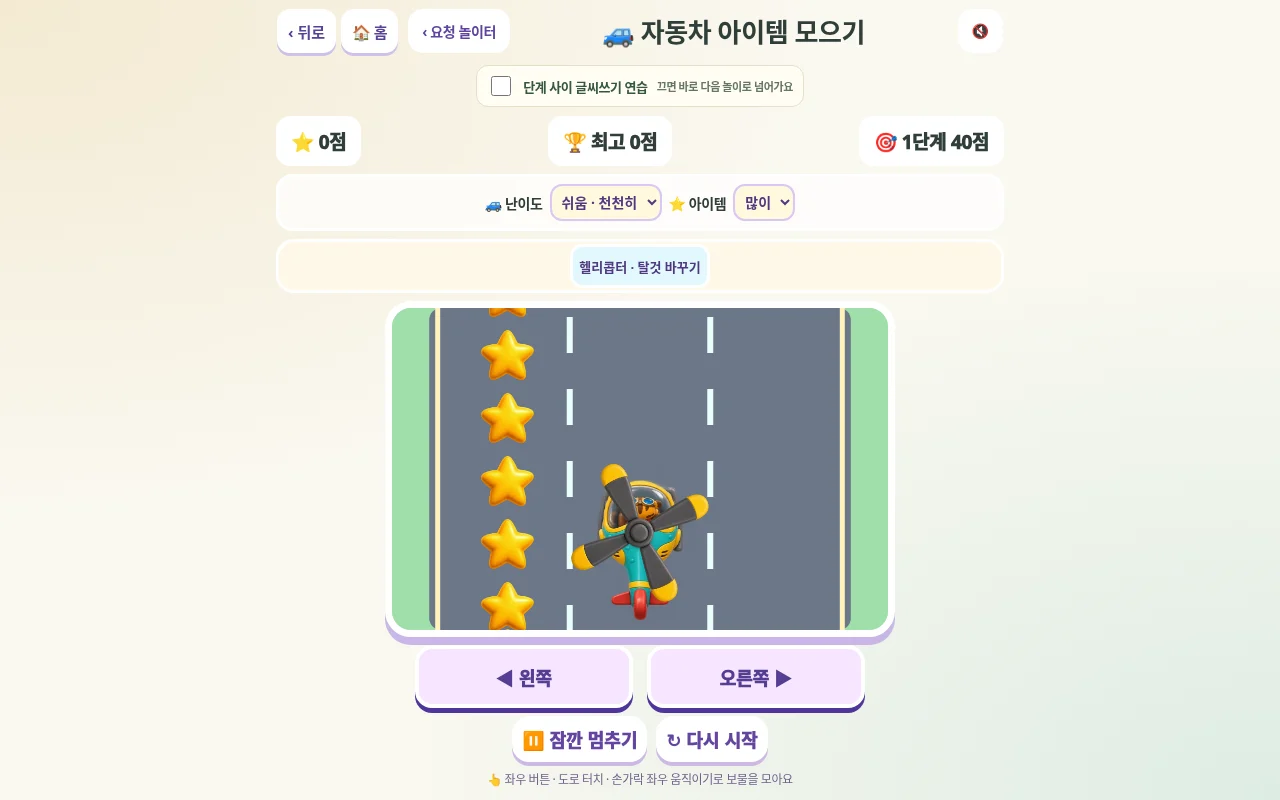 ‹ 뒤로
🏠 홈
‹ 요청 놀이터
🚙 자동차 아이템 모으기
단계 사이 글씨쓰기 연습 끄면 바로 다음 놀이로 넘어가요
⭐ 0점
🏆 최고 0점
🎯 1단계 40점
🚙 난이도 쉬움 · 천천히 ⭐ 아이템 많이
헬리콥터 · 탈것 바꾸기
◀ 왼쪽
오른쪽 ▶
⏸ 잠깐 멈추기
↻ 다시 시작
👆 좌우 버튼 · 도로 터치 · 손가락 좌우 움직이기로 보물을 모아요